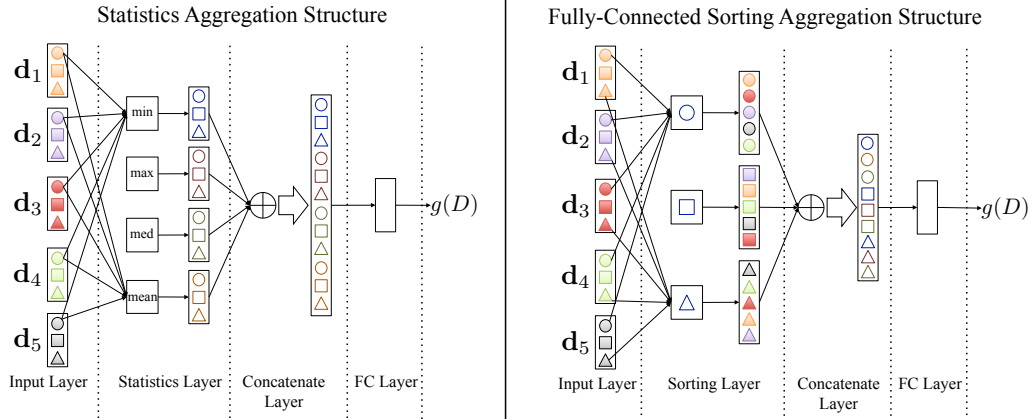 Statistics Aggregation Structure
d1
d2
d3
d4
d5
min
max
med
mean
g(D)
Input Layer
Statistics Layer
Concatenate
Layer
FC Layer
Fully-Connected Sorting Aggregation Structure
d1
d2
d3
d4
d5
g(D)
Input Layer
Sorting Layer
Concatenate
Layer
FC Layer